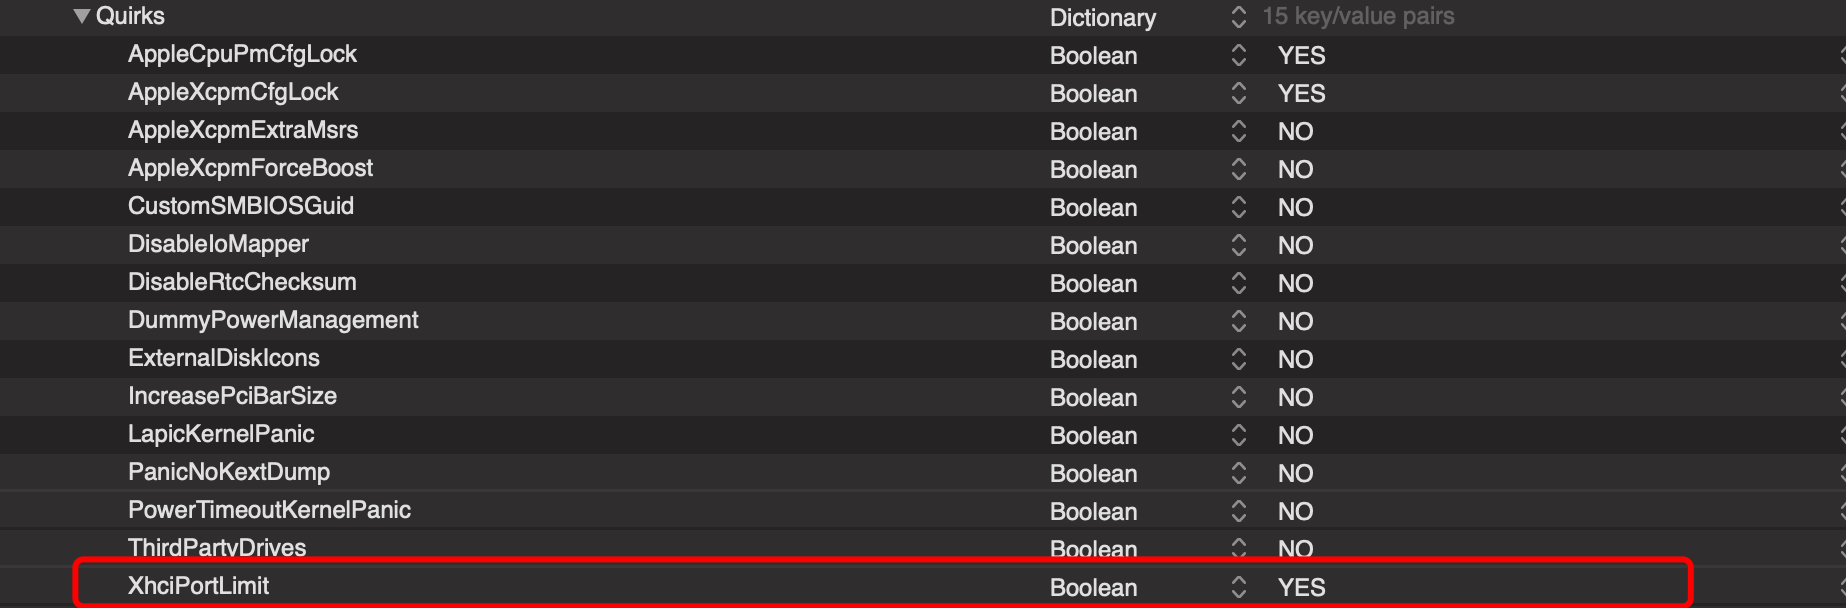 Quirks Dictionary 15 key/value pairs
AppleCpuPmCfgLock Boolean YES
AppleXcpmCfgLock Boolean YES
AppleXcpmExtraMsrs Boolean NO
AppleXcpmForceBoost Boolean NO
CustomSMBIOSGuid Boolean NO
DisableIoMapper Boolean NO
DisableRtcChecksum Boolean NO
DummyPowerManagement Boolean NO
ExternalDiskIcons Boolean NO
IncreasePciBarSize Boolean NO
LapicKernelPanic Boolean NO
PanicNoKextDump Boolean NO
PowerTimeoutKernelPanic Boolean NO
ThirdPartyDrives Boolean NO
XhciPortLimit Boolean YES